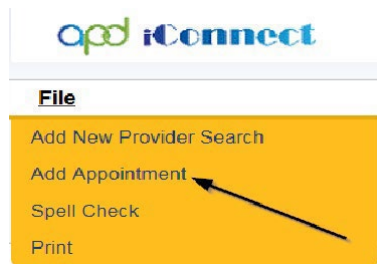 apd iConnect
File
Add New Provider Search
Add Appointment
Spell Check
Print